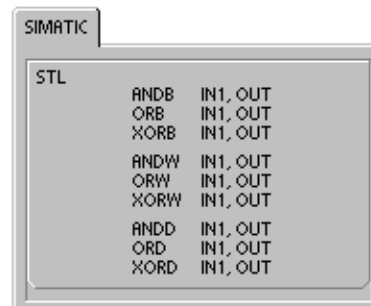 SIMATIC
STL
ANDB IN1, OUT
ORB IN1, OUT
XORB IN1, OUT
ANDW IN1, OUT
ORW IN1, OUT
XORW IN1, OUT
ANDD IN1, OUT
ORD IN1, OUT
XORD IN1, OUT